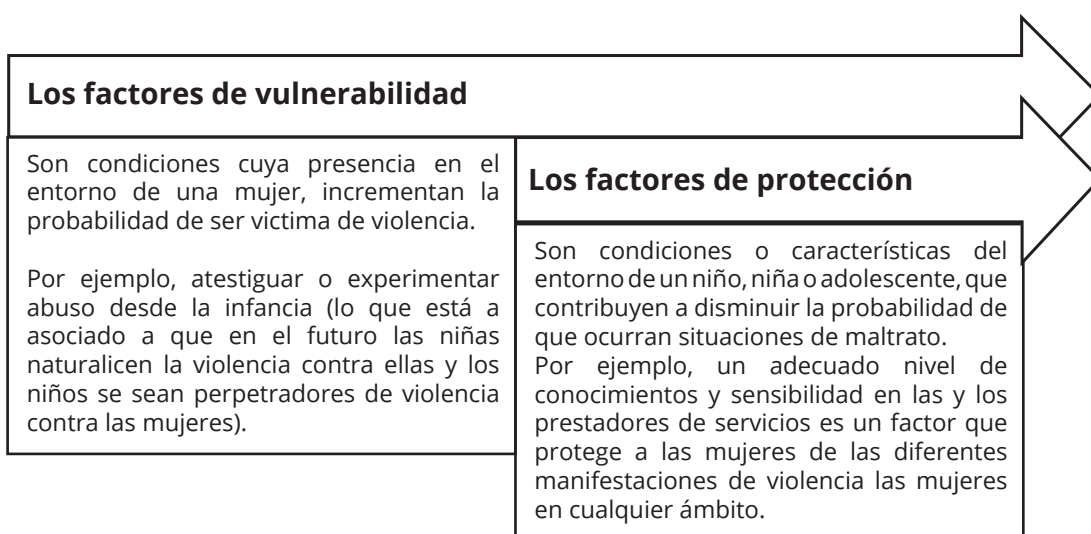 Los factores de vulnerabilidad
Son condiciones cuya presencia en el
entorno de una mujer, incrementan la
probabilidad de ser victima de violencia.
Por ejemplo, atestiguar o experimentar
abuso desde la infancia (lo que está a
asociado a que en el futuro las niñas
naturalicen la violencia contra ellas y los
niños se sean perpetradores de violencia
contra las mujeres).
Los factores de protección
Son condiciones o características del
entorno de un niño, niña o adolescente, que
contribuyen a disminuir la probabilidad de
que ocurran situaciones de maltrato.
Por ejemplo, un adecuado nivel de
conocimientos y sensibilidad en las y los
prestadores de servicios es un factor que
protege a las mujeres de las diferentes
manifestaciones de violencia las mujeres
en cualquier ámbito.